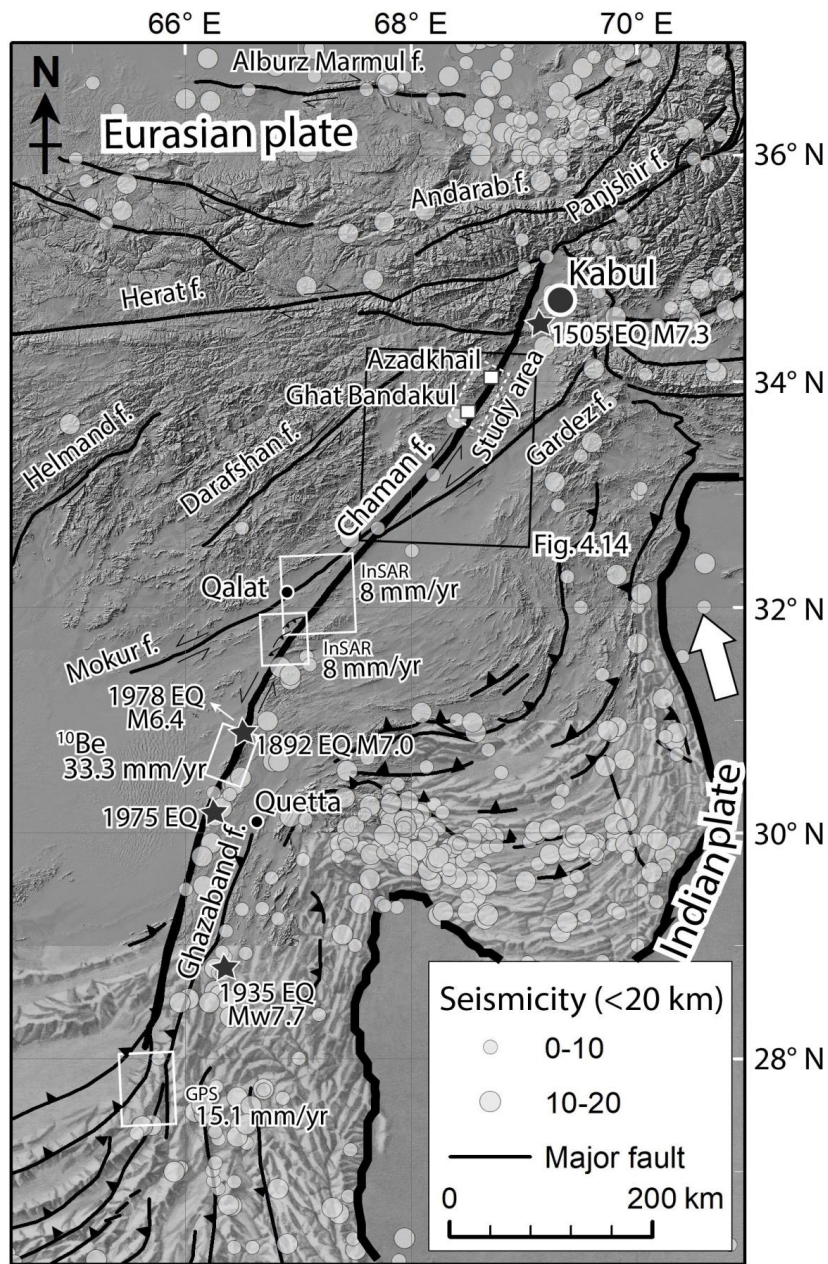 66° E 68° E 70° E
Alburz Marmul f.
N
Eurasian plate
36° N
Andarab f.
Panjshir f.
Kabul
Herat f.
1505 EQ M7.3
Azadkhail
34° N
Ghat Bandakul
Study area
Helmand f.
Darafshan f.
Chaman f.
Gardez f.
Fig. 4.14
Qalat
InSAR
8 mm/yr
32° N
Mokur f.
InSAR
8 mm/yr
1978 EQ
M6.4
10Be
33.3 mm/yr
1892 EQ M7.0
1975 EQ
Quetta
30° N
Ghazaband f.
Indian plate
1935 EQ
Mw7.7
Seismicity (<20 km)
0-10
10-20
Major fault
0 200 km
28° N
GPS
15.1 mm/yr